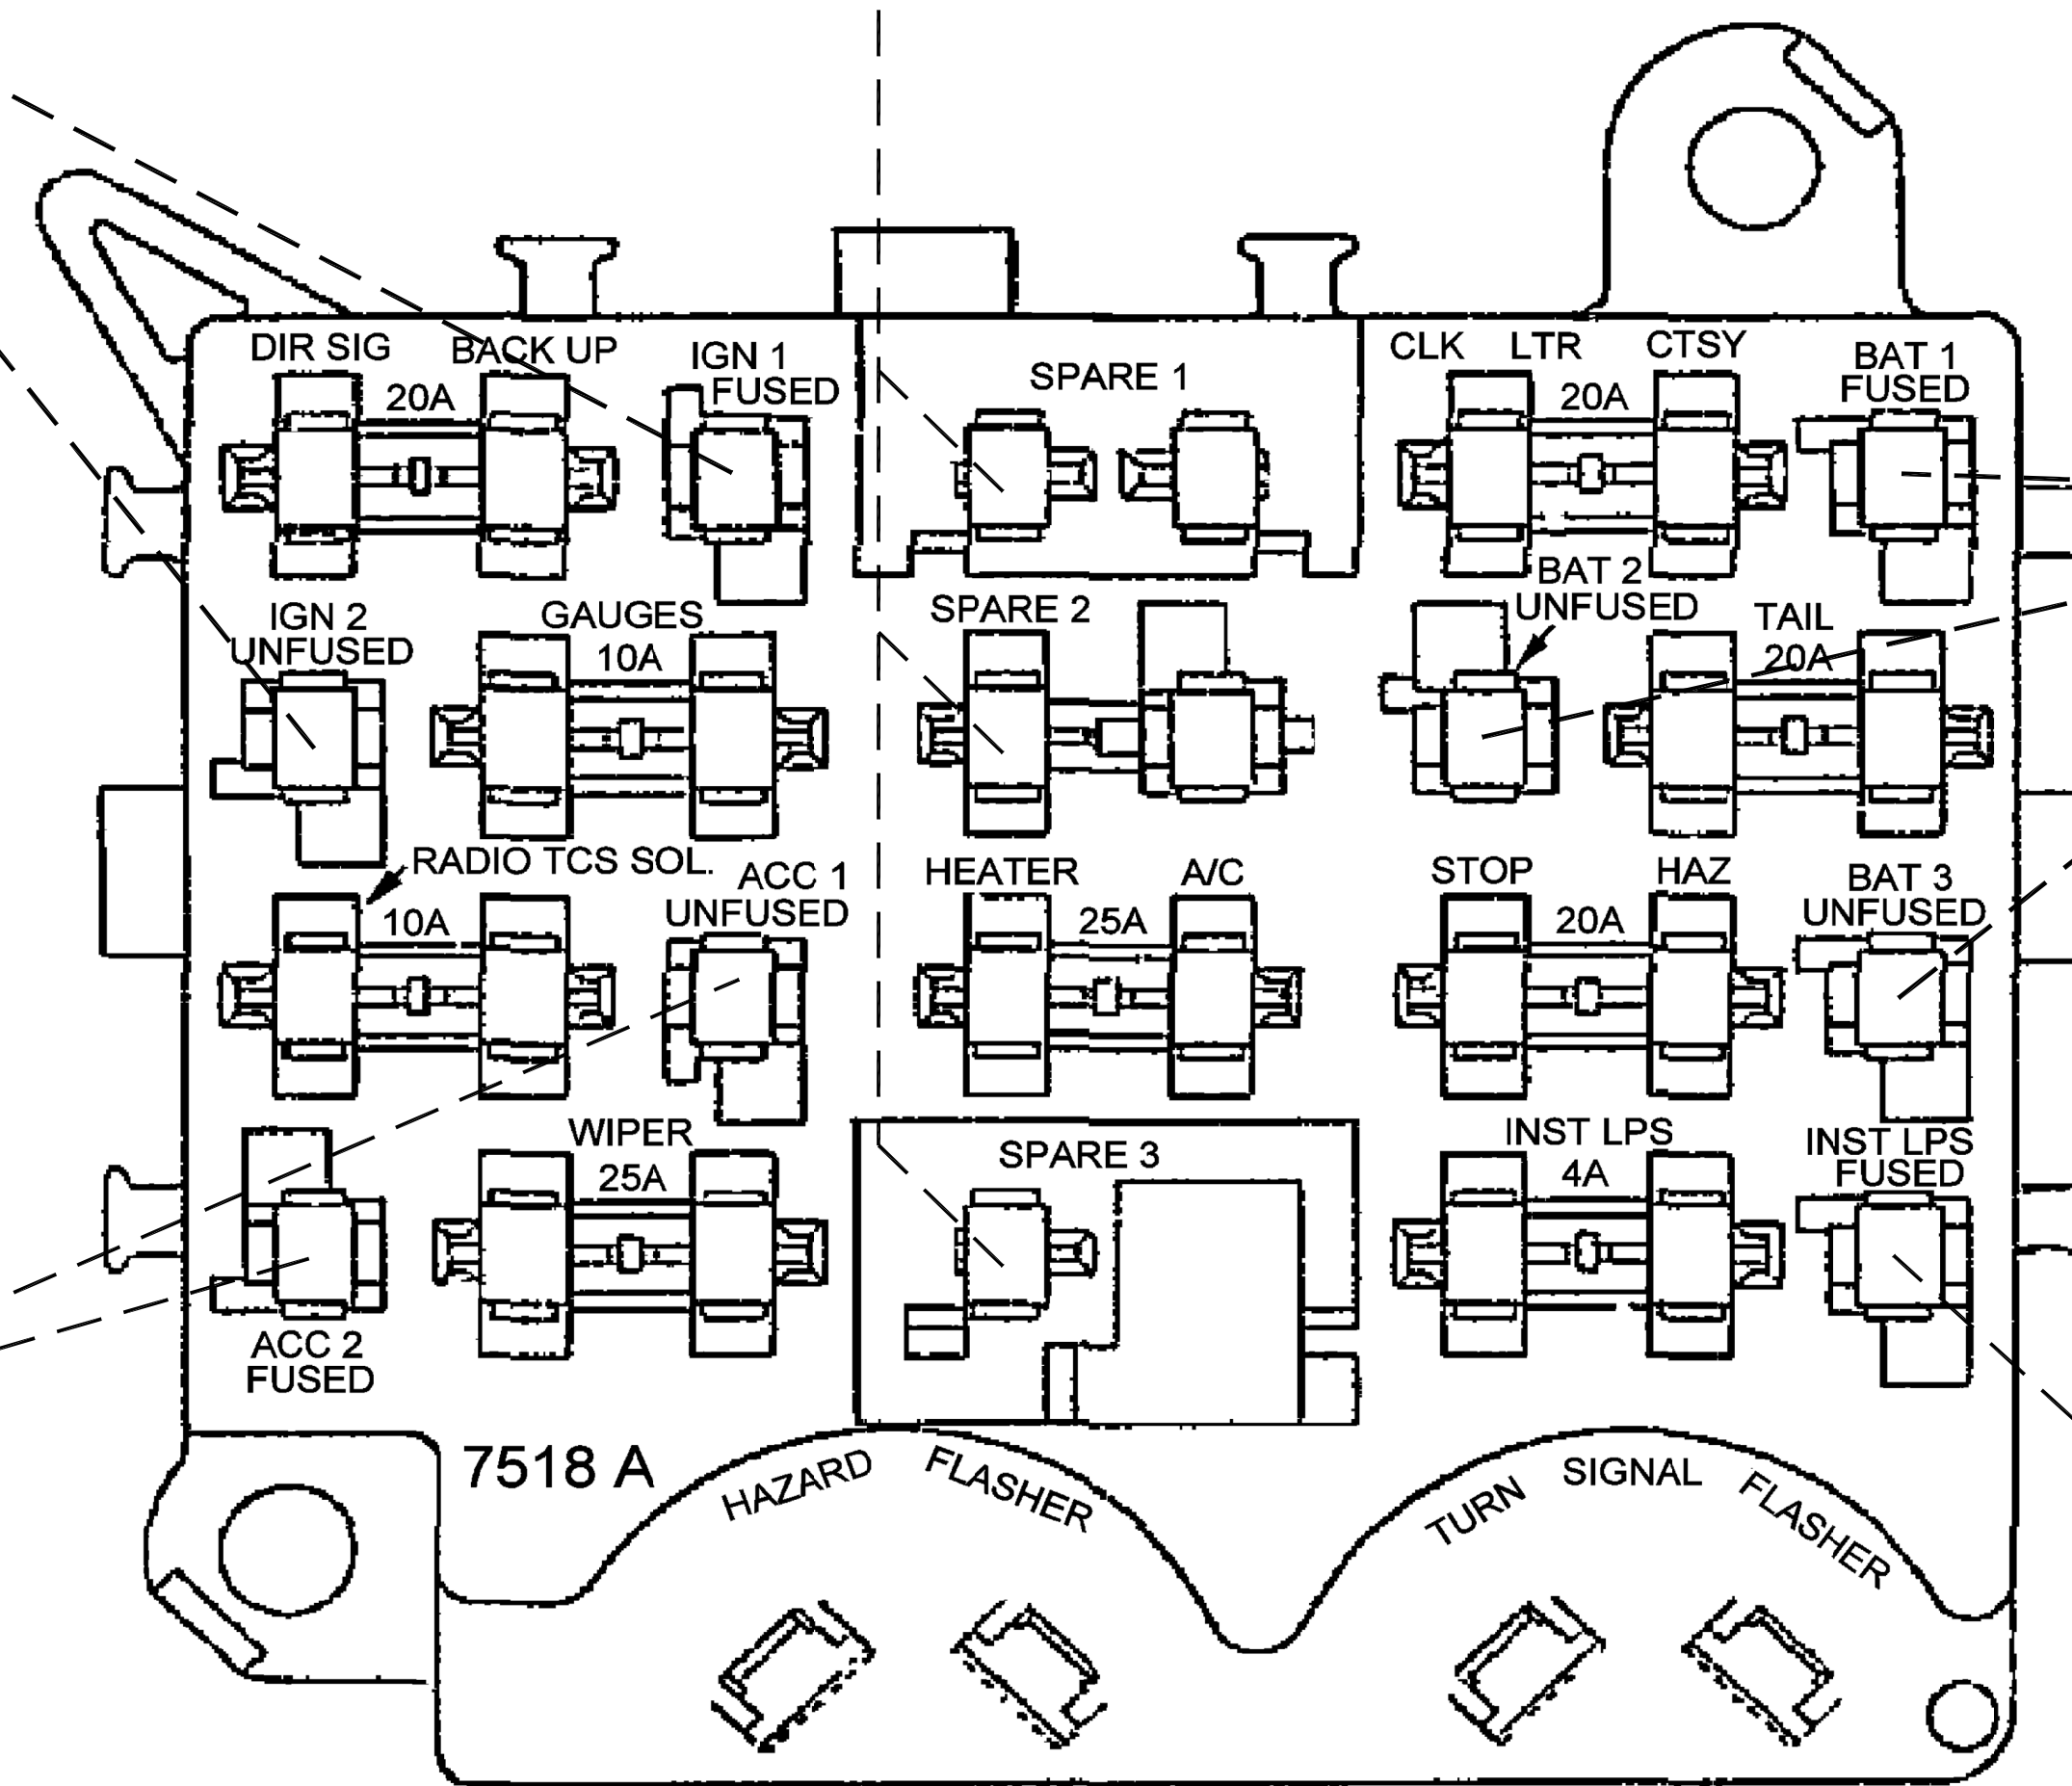 DIR SIG
BACK UP
20A
IGN 1
FUSED
SPARE 1
CLK LTR CTSY
20A
BAT 1
FUSED
IGN 2
UNFUSED
GAUGES
10A
SPARE 2
BAT 2
UNFUSED
TAIL
20A
RADIO TCS SOL.
10A
ACC 1
UNFUSED
HEATER
A/C
25A
STOP
HAZ
20A
BAT 3
UNFUSED
ACC 2
FUSED
WIPER
25A
SPARE 3
INST LPS
4A
INST LPS
FUSED
7518 A
HAZARD FLASHER
TURN SIGNAL FLASHER